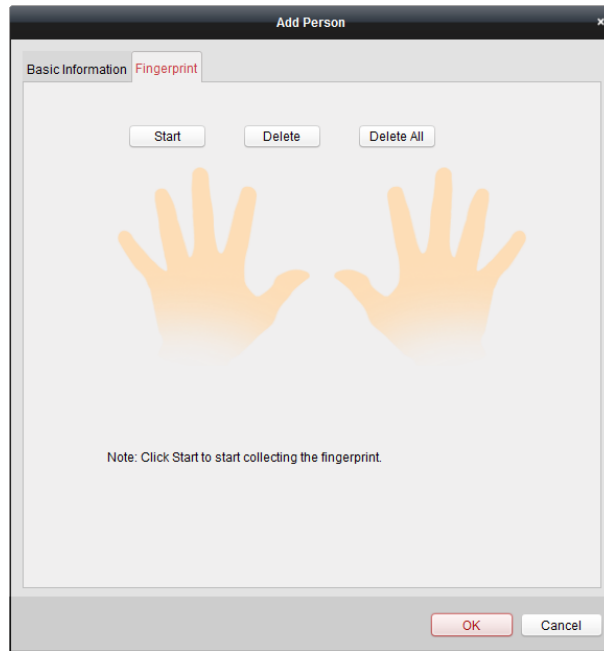 Add Person
×
Basic Information Fingerprint
Start Delete Delete All
Note: Click Start to start collecting the fingerprint.
OK Cancel